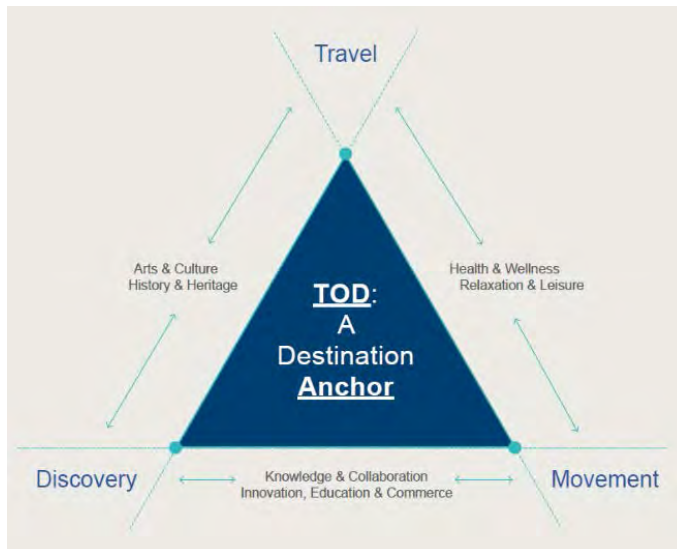 Travel
Arts & Culture
History & Heritage
Health & Wellness
Relaxation & Leisure
TOD:
A
Destination
Anchor
Discovery
Knowledge & Collaboration
Innovation, Education & Commerce
Movement